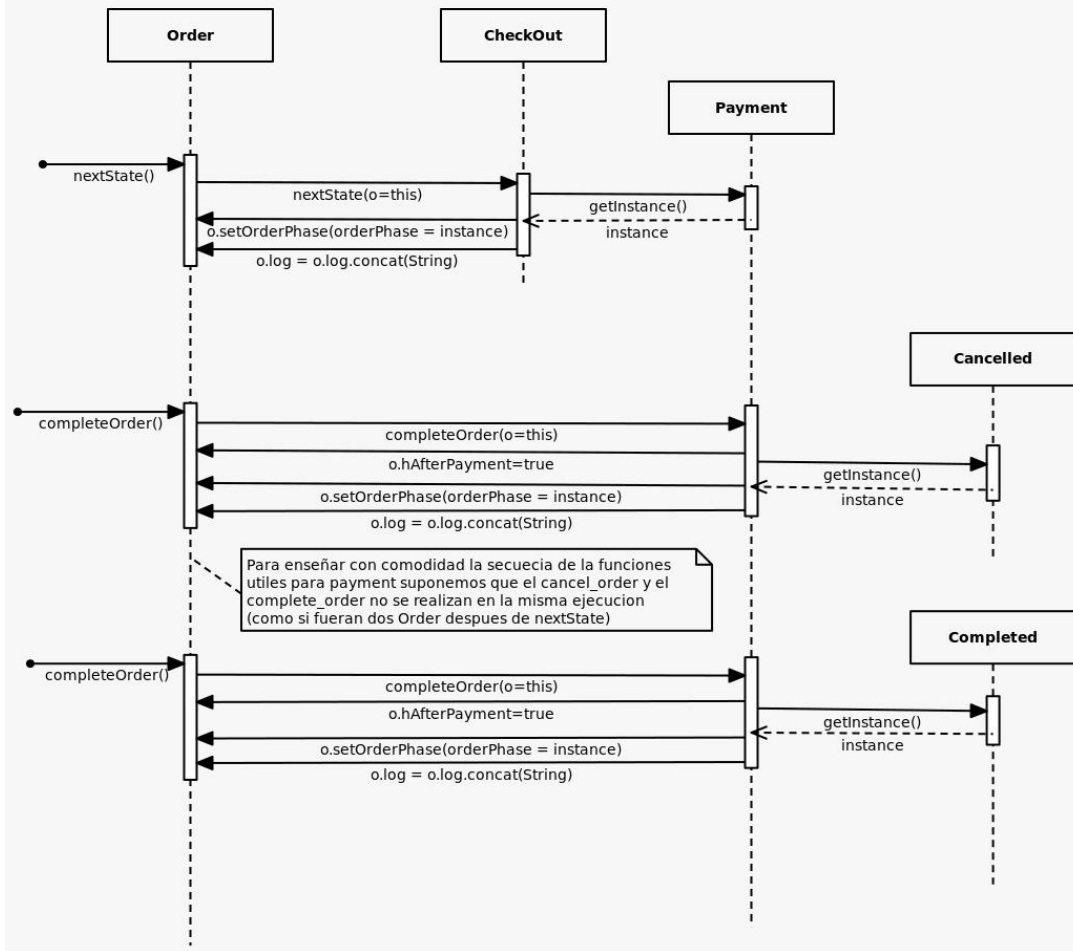 Order
CheckOut
Payment
nextState()
nextState(o=this)
getInstance()
o.setOrderPhase(orderPhase = instance)
instance
o.log = o.log.concat(String)
Cancelled
completeOrder()
completeOrder(o=this)
o.hAfterPayment=true
getInstance()
o.setOrderPhase(orderPhase = instance)
instance
o.log = o.log.concat(String)
Para enseñar con comodidad la secuecia de la funciones
utiles para payment suponemos que el cancel_order y el
complete_order no se realizan en la misma ejecucion
(como si fueran dos Order despues de nextState)
Completed
completeOrder()
completeOrder(o=this)
o.hAfterPayment=true
getInstance()
o.setOrderPhase(orderPhase = instance)
instance
o.log = o.log.concat(String)